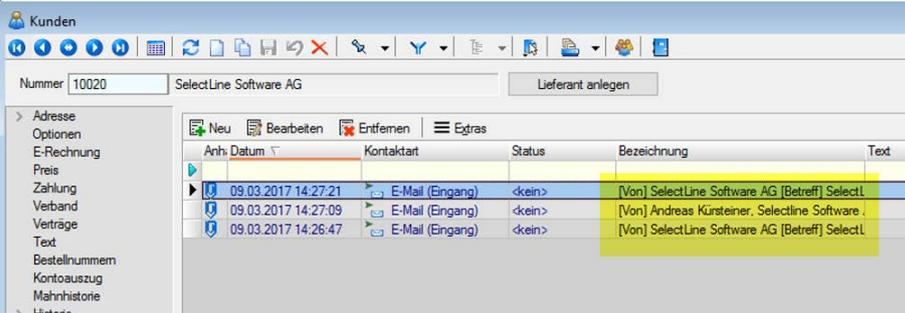 Kunden
Nummer 10020 SelectLine Software AG Lieferant anlegen
Adresse
Optionen
E-Rechnung
Preis
Zahlung
Verband
Verträge
Text
Bestellnummern
Kontoauszug
Mahnhistorie
Historie
Neu Bearbeiten Entfernen Extras
Anh: Datum Kontaktart Status Bezeichnung Text
09.03.2017 14:27:21 E-Mail (Eingang) <kein> [Von] SelectLine Software AG [Betreff] SelectL
09.03.2017 14:27:09 E-Mail (Eingang) <kein> [Von] Andreas Kürsteiner, Selectline Software .
09.03.2017 14:26:47 E-Mail (Eingang) <kein> [Von] SelectLine Software AG [Betreff] SelectL